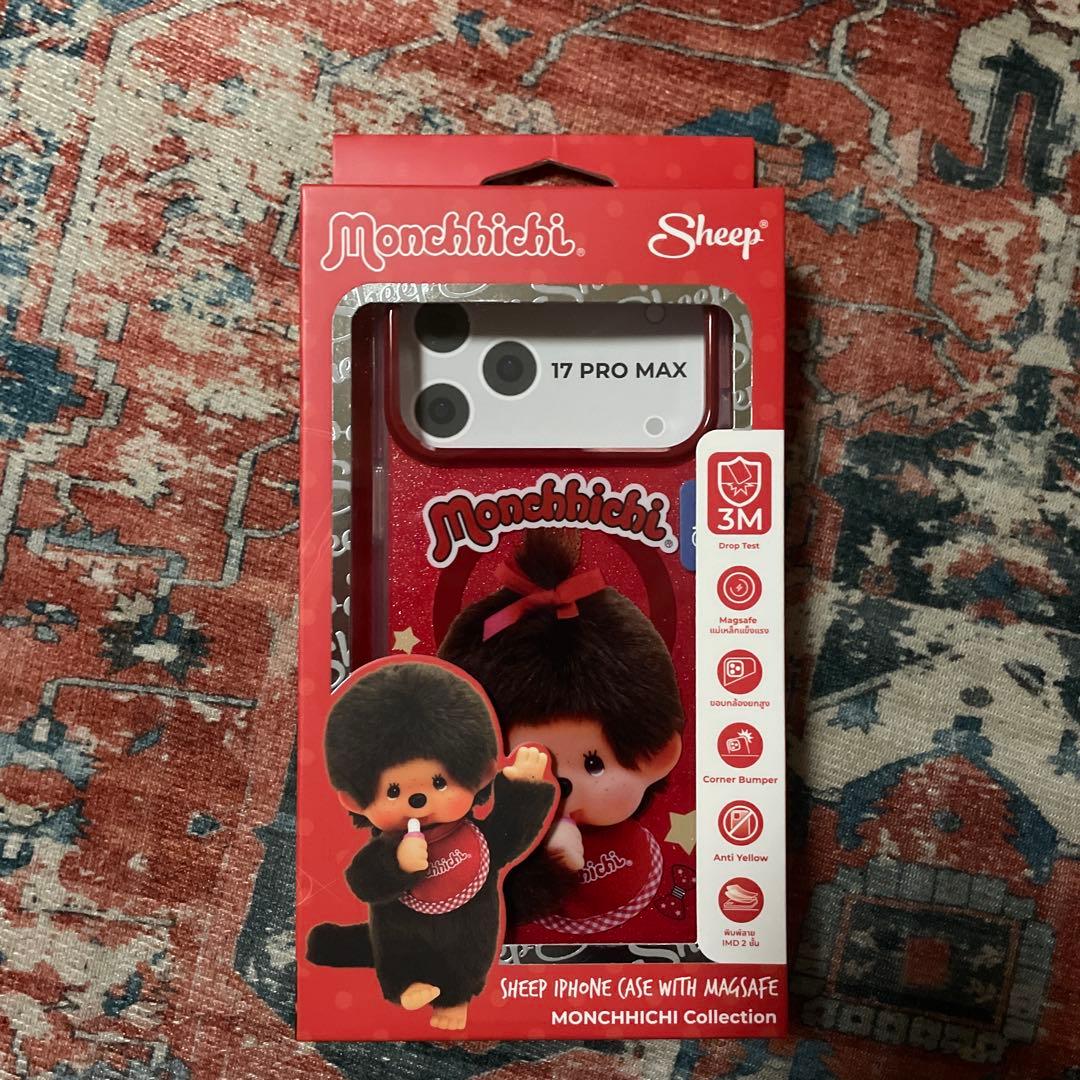 Monchhichi®
Sheep®
17 PRO MAX
Monchhichi®
3M
Drop Test
Magsafe
แม่เหล็กแข็งแรง
ขอบกล้องยกสูง
Corner Bumper
Anti Yellow
พิมพ์ลาย
IMD 2 ชั้น
Monchhichi
hichi®
SHEEP IPHONE CASE WITH MAGSAFE
MONCHHICHI Collection